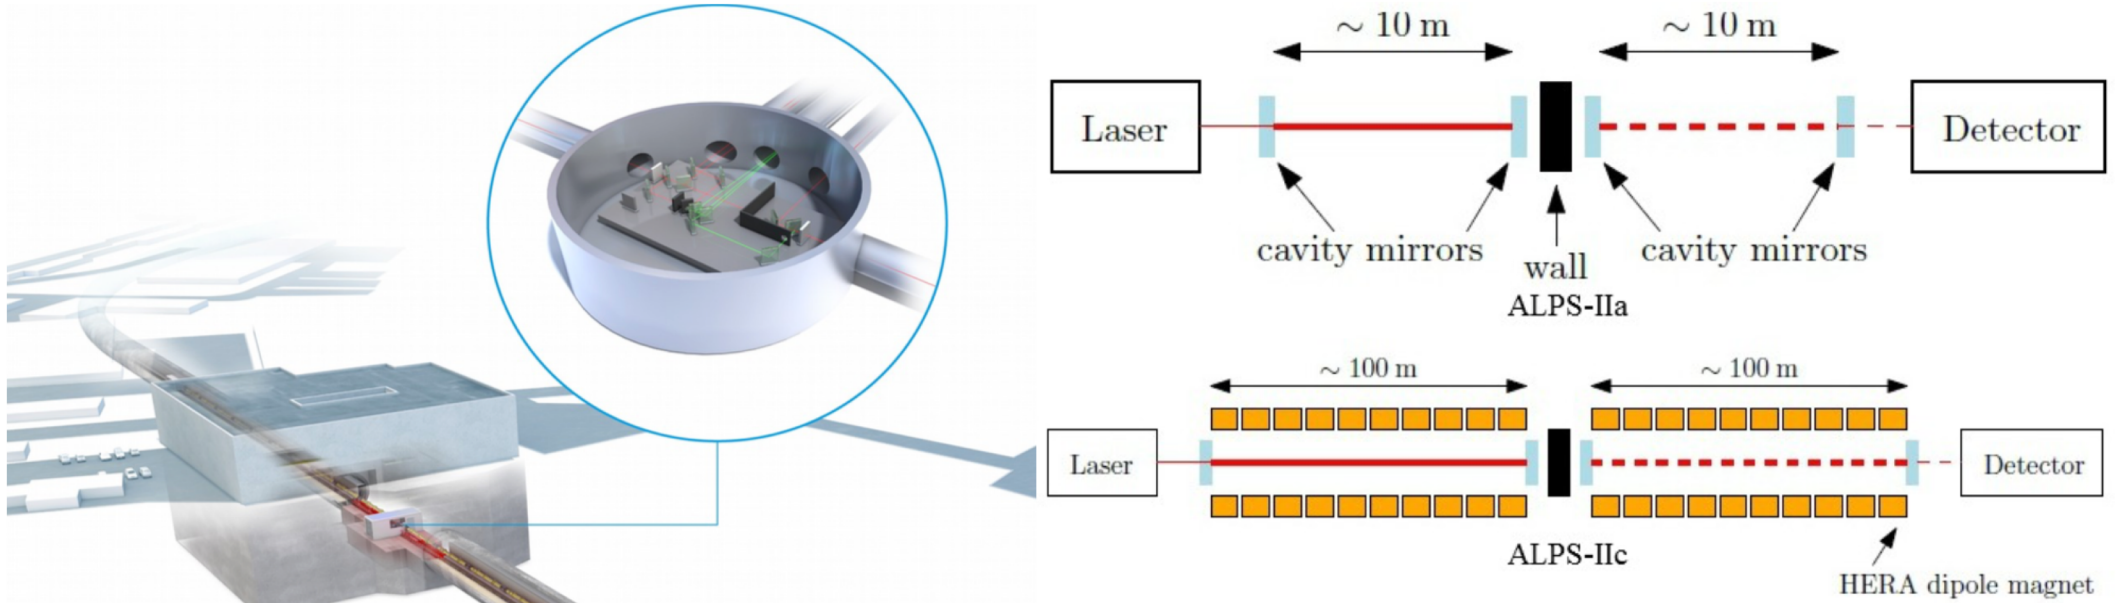 ~ 10 m
~ 10 m
Laser
Detector
cavity mirrors
cavity mirrors
wall
ALPS-IIa
~ 100 m
~ 100 m
Laser
Detector
ALPS-IIc
HERA dipole magnet